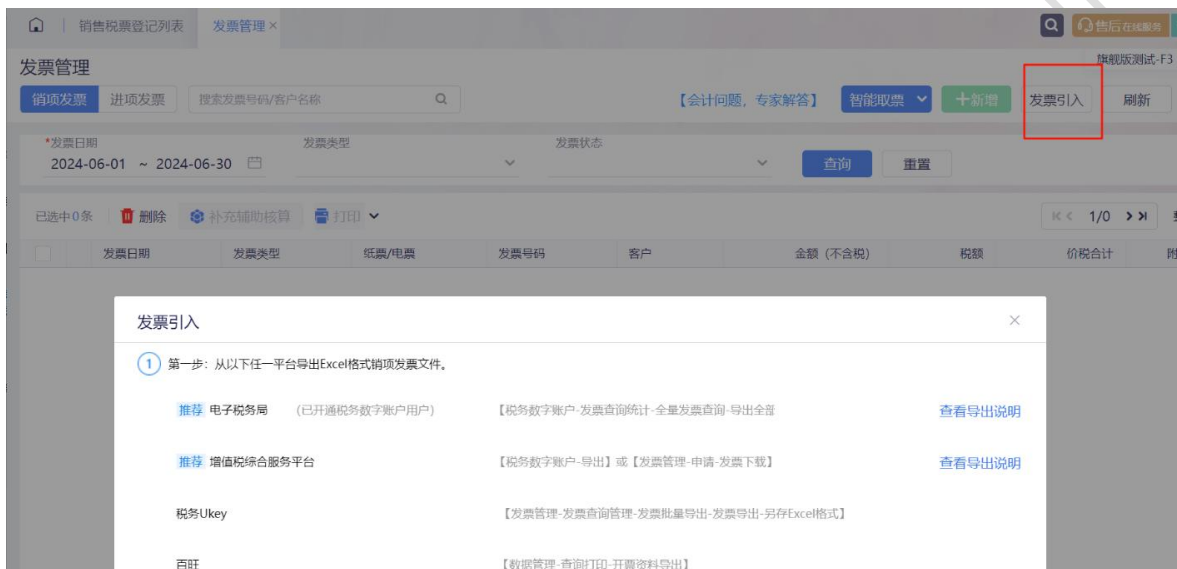 销售税票登记列表 发票管理 ×
售后在线服务
发票管理
旗舰版测试-F3
销项发票 进项发票 搜索发票号码/客户名称 【会计问题，专家解答】 智能取票 十新增 发票引入 刷新
*发票日期 发票类型 发票状态
2024-06-01 ~ 2024-06-30 查询 重置
已选中0条 删除 补充辅助核算 打印 1/0
发票日期 发票类型 纸票/电票 发票号码 客户 金额（不含税） 税额 价税合计 附
发票引入 ×
1 第一步：从以下任一平台导出Excel格式销项发票文件。
推荐 电子税务局 （已开通税务数字账户用户） 【税务数字账户-发票查询统计-全量发票查询-导出全部 查看导出说明
推荐 增值税综合服务平台 【税务数字账户-导出】或【发票管理-申请-发票下载】 查看导出说明
税务Ukey 【发票管理-发票查询管理-发票批量导出-发票导出-另存Excel格式】
百旺 【数据管理-查询打印-开票资料导出】